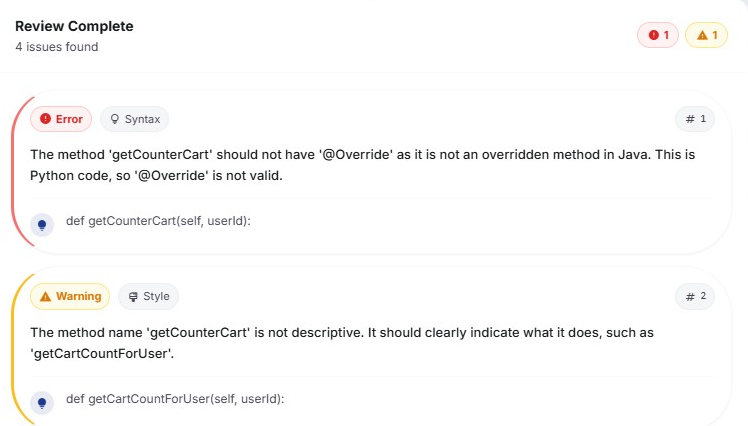 Review Complete
4 issues found
1
1
Error
Syntax
# 1
The method 'getCounterCart' should not have '@Override' as it is not an overridden method in Java. This is
Python code, so '@Override' is not valid.
def getCounterCart(self, userId):
Warning
Style
# 2
The method name 'getCounterCart' is not descriptive. It should clearly indicate what it does, such as
'getCartCountForUser'.
def getCartCountForUser(self, userId):